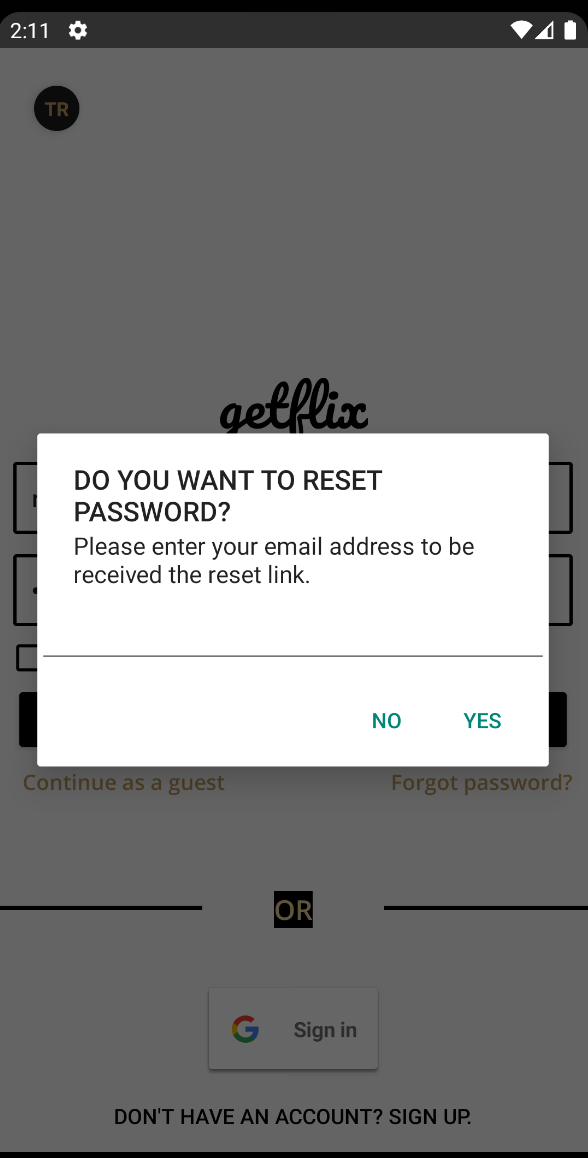 2:11
TR
getflix
DO YOU WANT TO RESET
PASSWORD?
Please enter your email address to be
received the reset link.
NO YES
Continue as a guest Forgot password?
OR
Sign in
DON'T HAVE AN ACCOUNT? SIGN UP.